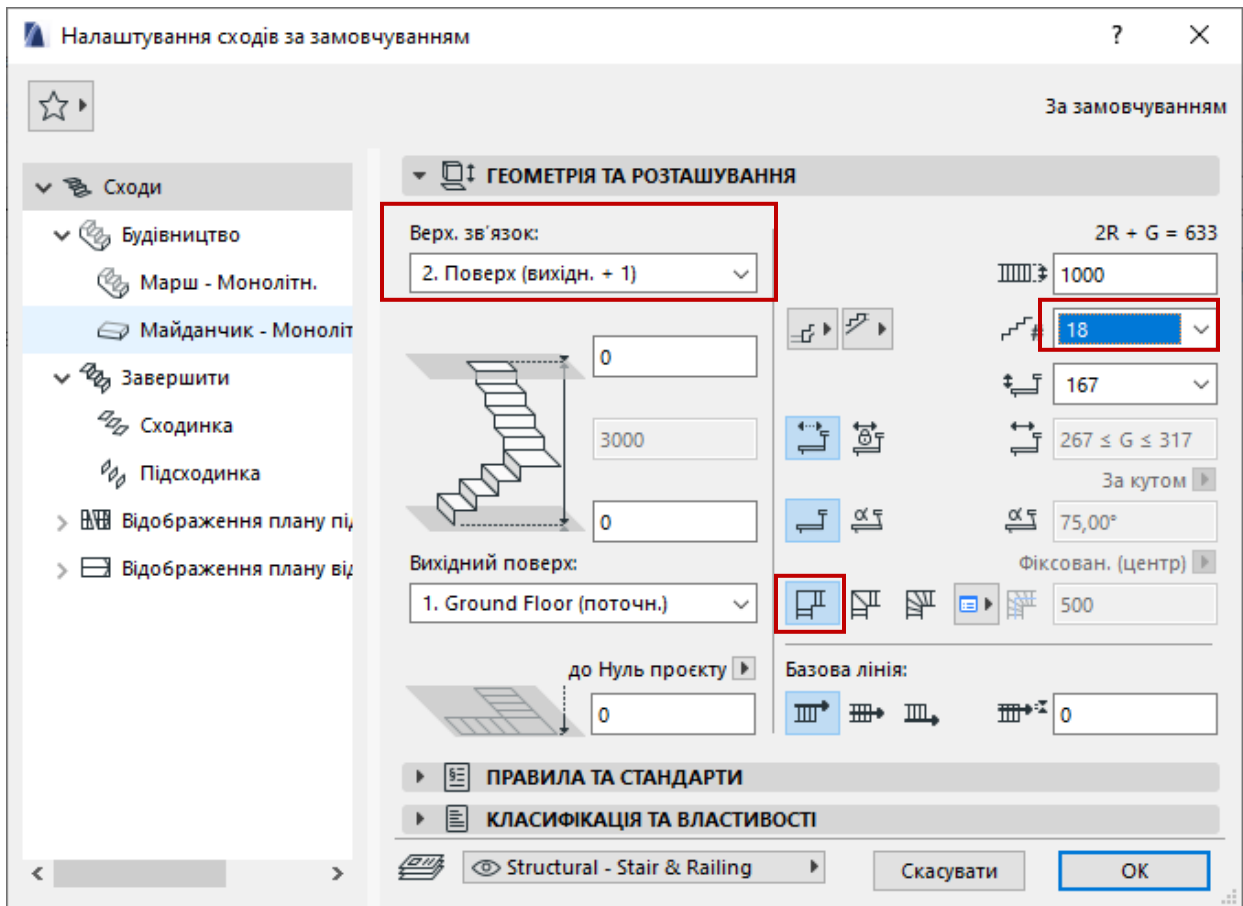 Налаштування сходів за замовчуванням
?
За замовчуванням
Сходи
Будівництво
Марш - Монолітн.
Майданчик - Моноліт
Завершити
Сходинка
Підсходинка
Відображення плану під
Відображення плану від
ГЕОМЕТРІЯ ТА РОЗТАШУВАННЯ
Верх. зв'язок:
2. Поверх (вихідн. + 1)
0
3000
0
Вихідний поверх:
1. Ground Floor (поточн.)
до Нуль проєкту
0
2R + G = 633
1000
18
167
267 ≤ G ≤ 317
За кутом
75,00°
Фіксован. (центр)
500
Базова лінія:
0
ПРАВИЛА ТА СТАНДАРТИ
КЛАСИФІКАЦІЯ ТА ВЛАСТИВОСТІ
Structural - Stair & Railing
Скасувати
OK